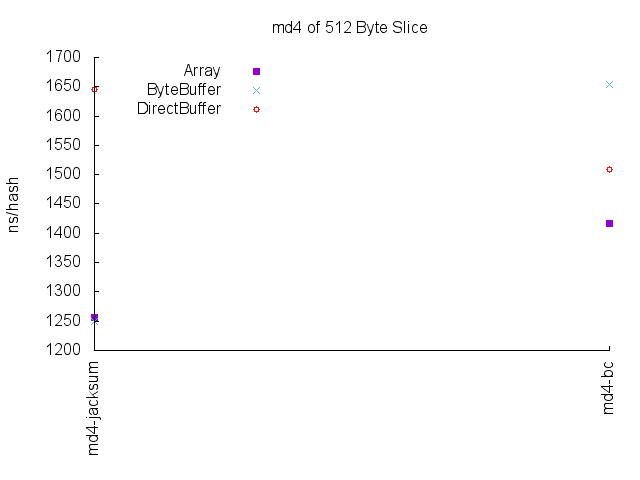 md4 of 512 Byte Slice
1700
1650
1600
1550
1500
1450
1400
1350
1300
1250
1200
ns/hash
Array
ByteBuffer
DirectBuffer
md4-jacksum
md4-bc